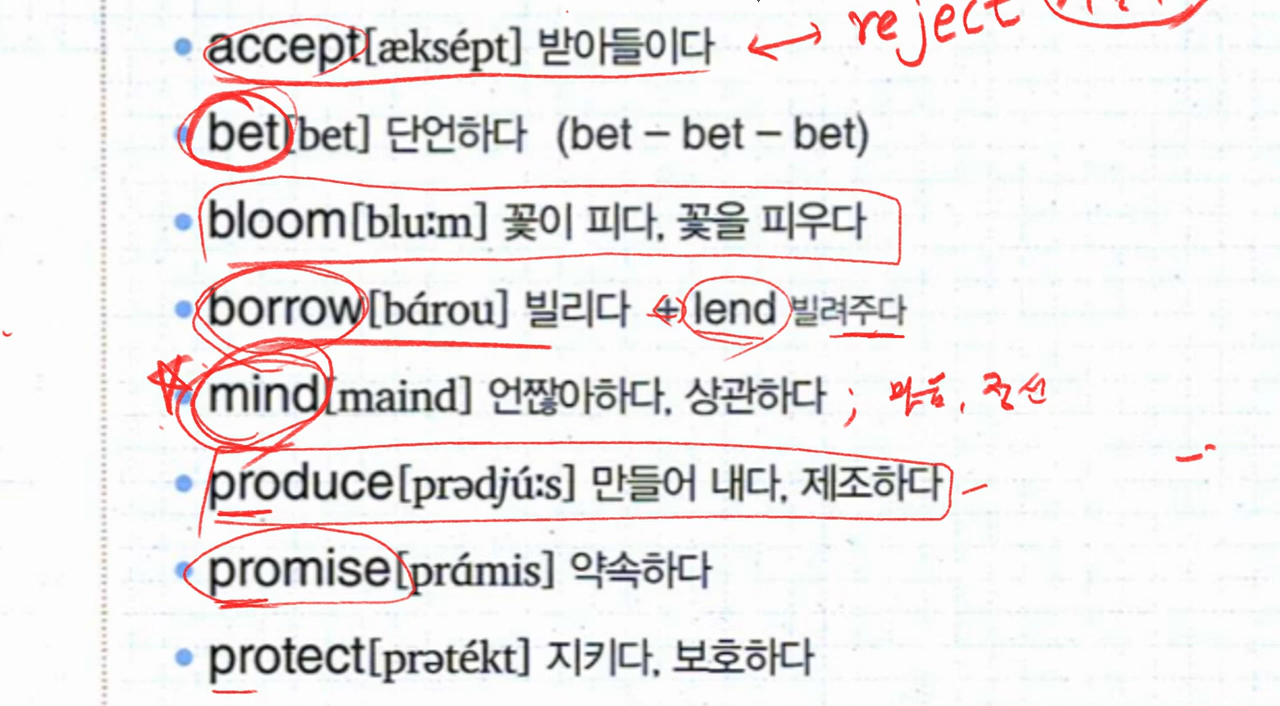 accept[æksépt] 받아들이다 ↔ reject
bet[bet] 단언하다 (bet – bet – bet)
bloom[bluːm] 꽃이 피다, 꽃을 피우다
borrow[bárou] 빌리다 ↔ lend 빌려주다
mind[maind] 언짢아하다, 상관하다 ; 마음, 정신
produce[prədjúːs] 만들어 내다, 제조하다
promise[prámis] 약속하다
protect[prətékt] 지키다, 보호하다